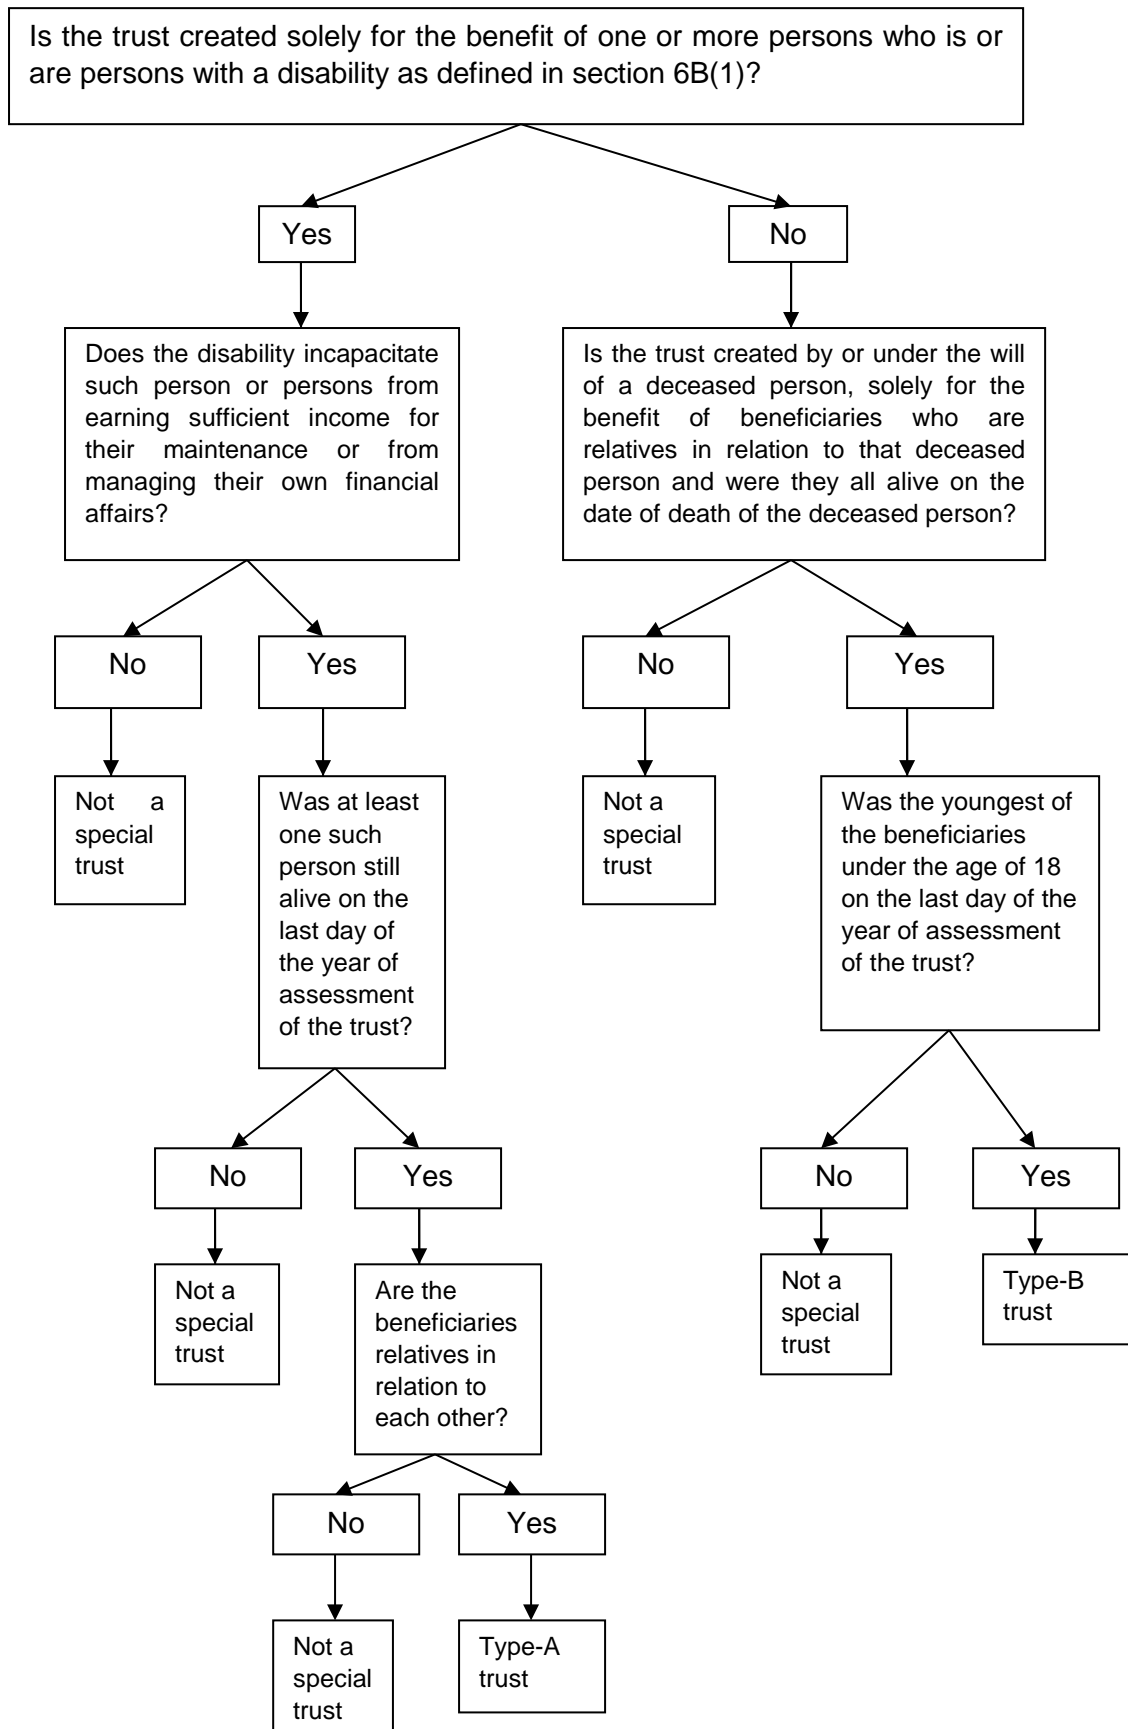 Is the trust created solely for the benefit of one or more persons who is or
are persons with a disability as defined in section 6B(1)?
Yes
No
Does the disability incapacitate
such person or persons from
earning sufficient income for
their maintenance or from
managing their own financial
affairs?
Is the trust created by or under the will
of a deceased person, solely for the
benefit of beneficiaries who are
relatives in relation to that deceased
person and were they all alive on the
date of death of the deceased person?
No
Yes
No
Yes
Not a
special
trust
Was at least
one such
person still
alive on the
last day of
the year of
assessment
of the trust?
Not a
special
trust
Was the youngest of
the beneficiaries
under the age of 18
on the last day of the
year of assessment
of the trust?
No
Yes
No
Yes
Not a
special
trust
Are the
beneficiaries
relatives in
relation to
each other?
Not a
special
trust
Type-B
trust
No
Yes
Not a
special
trust
Type-A
trust